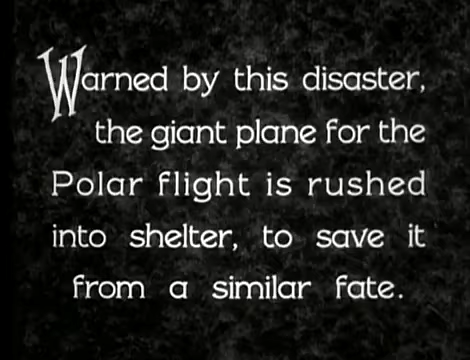 Warned by this disaster,
the giant plane for the
Polar flight is rushed
into shelter, to save it
from a similar fate.